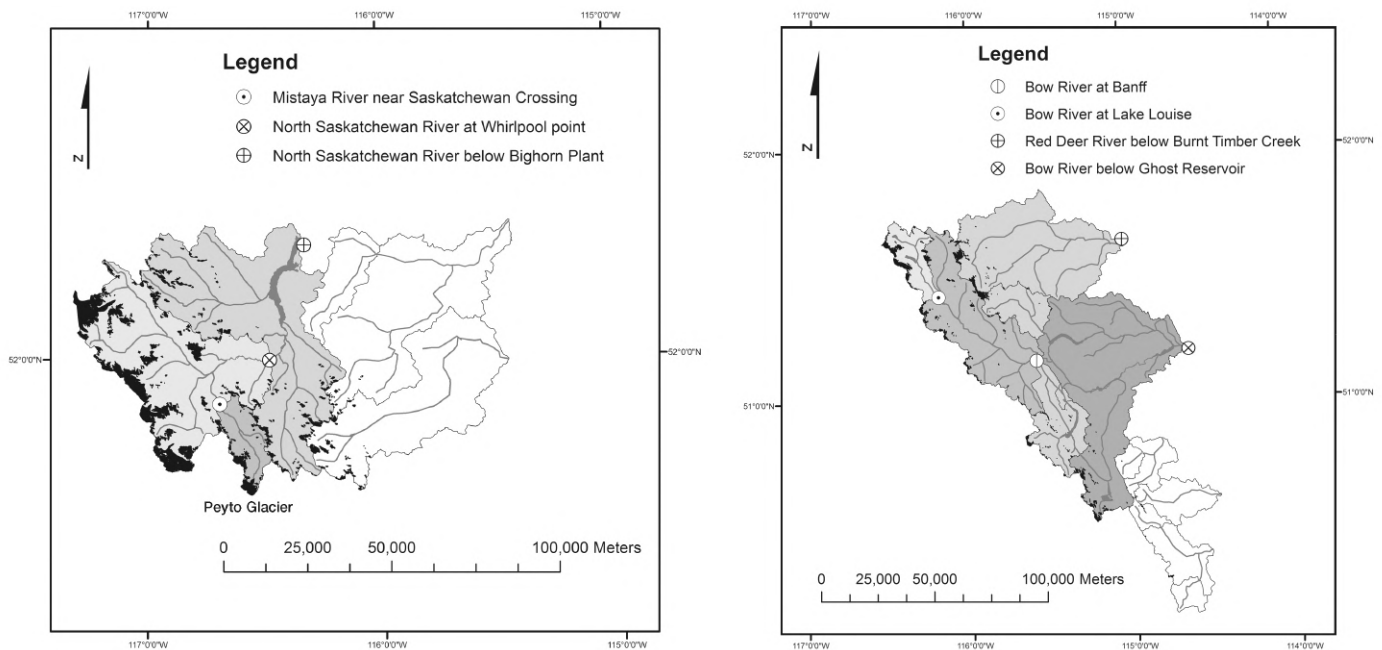 117°0'0"W 116°0'0"W 115°0'0"W
Legend
Mistaya River near Saskatchewan Crossing
North Saskatchewan River at Whirlpool point
North Saskatchewan River below Bighorn Plant
N
52°0'0"N 52°0'0"N
Peyto Glacier
0 25,000 50,000 100,000 Meters
117°0'0"W 116°0'0"W 115°0'0"W
117°0'0"W 116°0'0"W 115°0'0"W 114°0'0"W
Legend
Bow River at Banff
Bow River at Lake Louise
Red Deer River below Burnt Timber Creek
Bow River below Ghost Reservoir
N
52°0'0"N 52°0'0"N
51°0'0"N 51°0'0"N
0 25,000 50,000 100,000 Meters
117°0'0"W 116°0'0"W 115°0'0"W 114°0'0"W